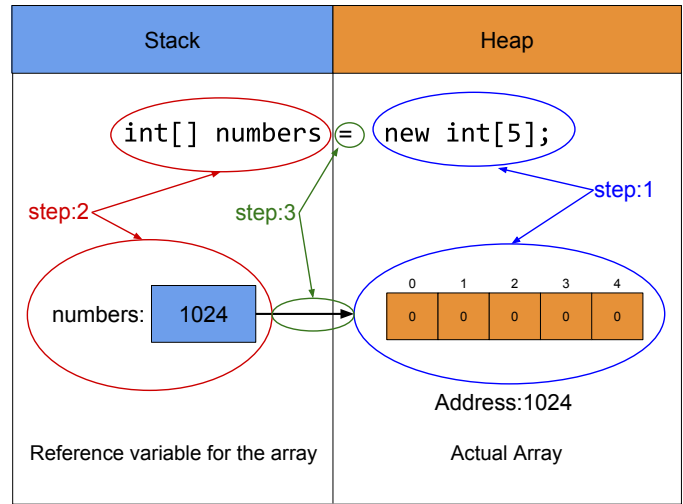 Stack Heap
int[] numbers = new int[5];
step:2 step:3 step:1
0 1 2 3 4
numbers: 1024 0 0 0 0 0
Address:1024
Reference variable for the array Actual Array